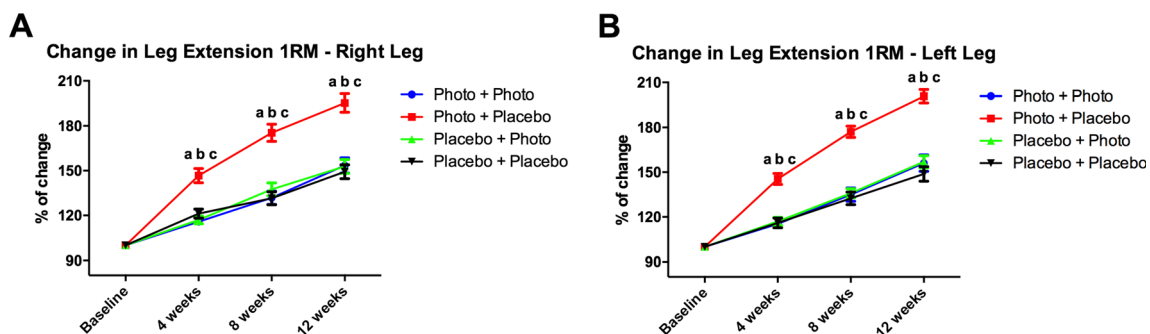 A
Change in Leg Extension 1RM - Right Leg
% of change
210
180
150
120
90
a b c
a b c
a b c
Baseline
4 weeks
8 weeks
12 weeks
Photo + Photo
Photo + Placebo
Placebo + Photo
Placebo + Placebo
B
Change in Leg Extension 1RM - Left Leg
% of change
210
180
150
120
90
a b c
a b c
a b c
Baseline
4 weeks
8 weeks
12 weeks
Photo + Photo
Photo + Placebo
Placebo + Photo
Placebo + Placebo